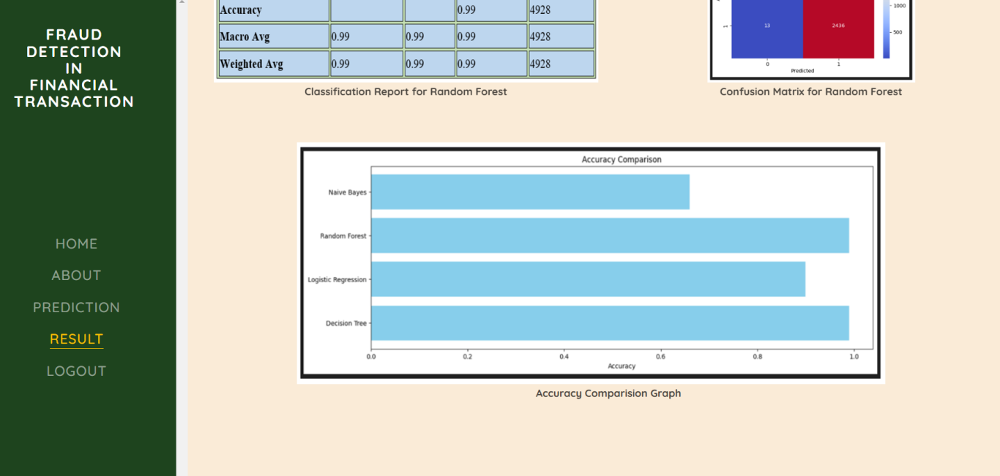 FRAUD
DETECTION
IN
FINANCIAL
TRANSACTION
HOME
ABOUT
PREDICTION
RESULT
LOGOUT
Accuracy 0.99 4928
Macro Avg 0.99 0.99 0.99 4928
Weighted Avg 0.99 0.99 0.99 4928
Classification Report for Random Forest
1000
500
1
13 2436
0 1
Predicted
Confusion Matrix for Random Forest
Accuracy Comparison
Naive Bayes
Random Forest
Logistic Regression
Decision Tree
0.0 0.2 0.4 0.6 0.8 1.0
Accuracy
Accuracy Comparision Graph